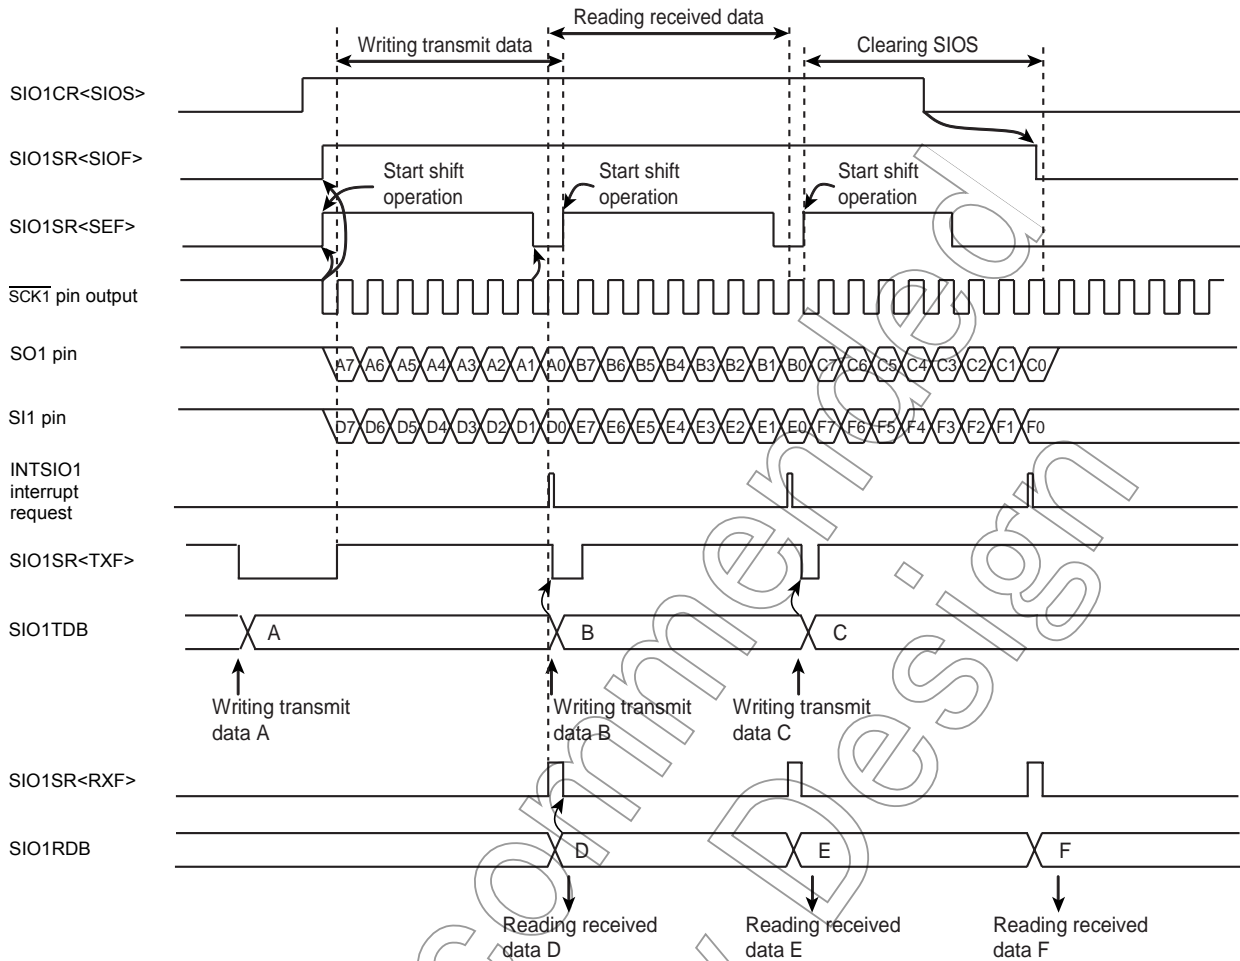 Reading received data
Writing transmit data
Clearing SIOS
SIO1CR<SIOS>
SIO1SR<SIOF>
Start shift
operation
Start shift
operation
Start shift
operation
SIO1SR<SEF>
SCK1 pin output
SO1 pin
A7 A6 A5 A4 A3 A2 A1 A0 B7 B6 B5 B4 B3 B2 B1 B0 C7 C6 C5 C4 C3 C2 C1 C0
SI1 pin
D7 D6 D5 D4 D3 D2 D1 D0 E7 E6 E5 E4 E3 E2 E1 E0 F7 F6 F5 F4 F3 F2 F1 F0
INTSIO1
interrupt
request
SIO1SR<TXF>
SIO1TDB
A
B
C
Writing transmit
data A
Writing transmit
data B
Writing transmit
data C
SIO1SR<RXF>
SIO1RDB
D
E
F
Reading received
data D
Reading received
data E
Reading received
data F
commended
Design